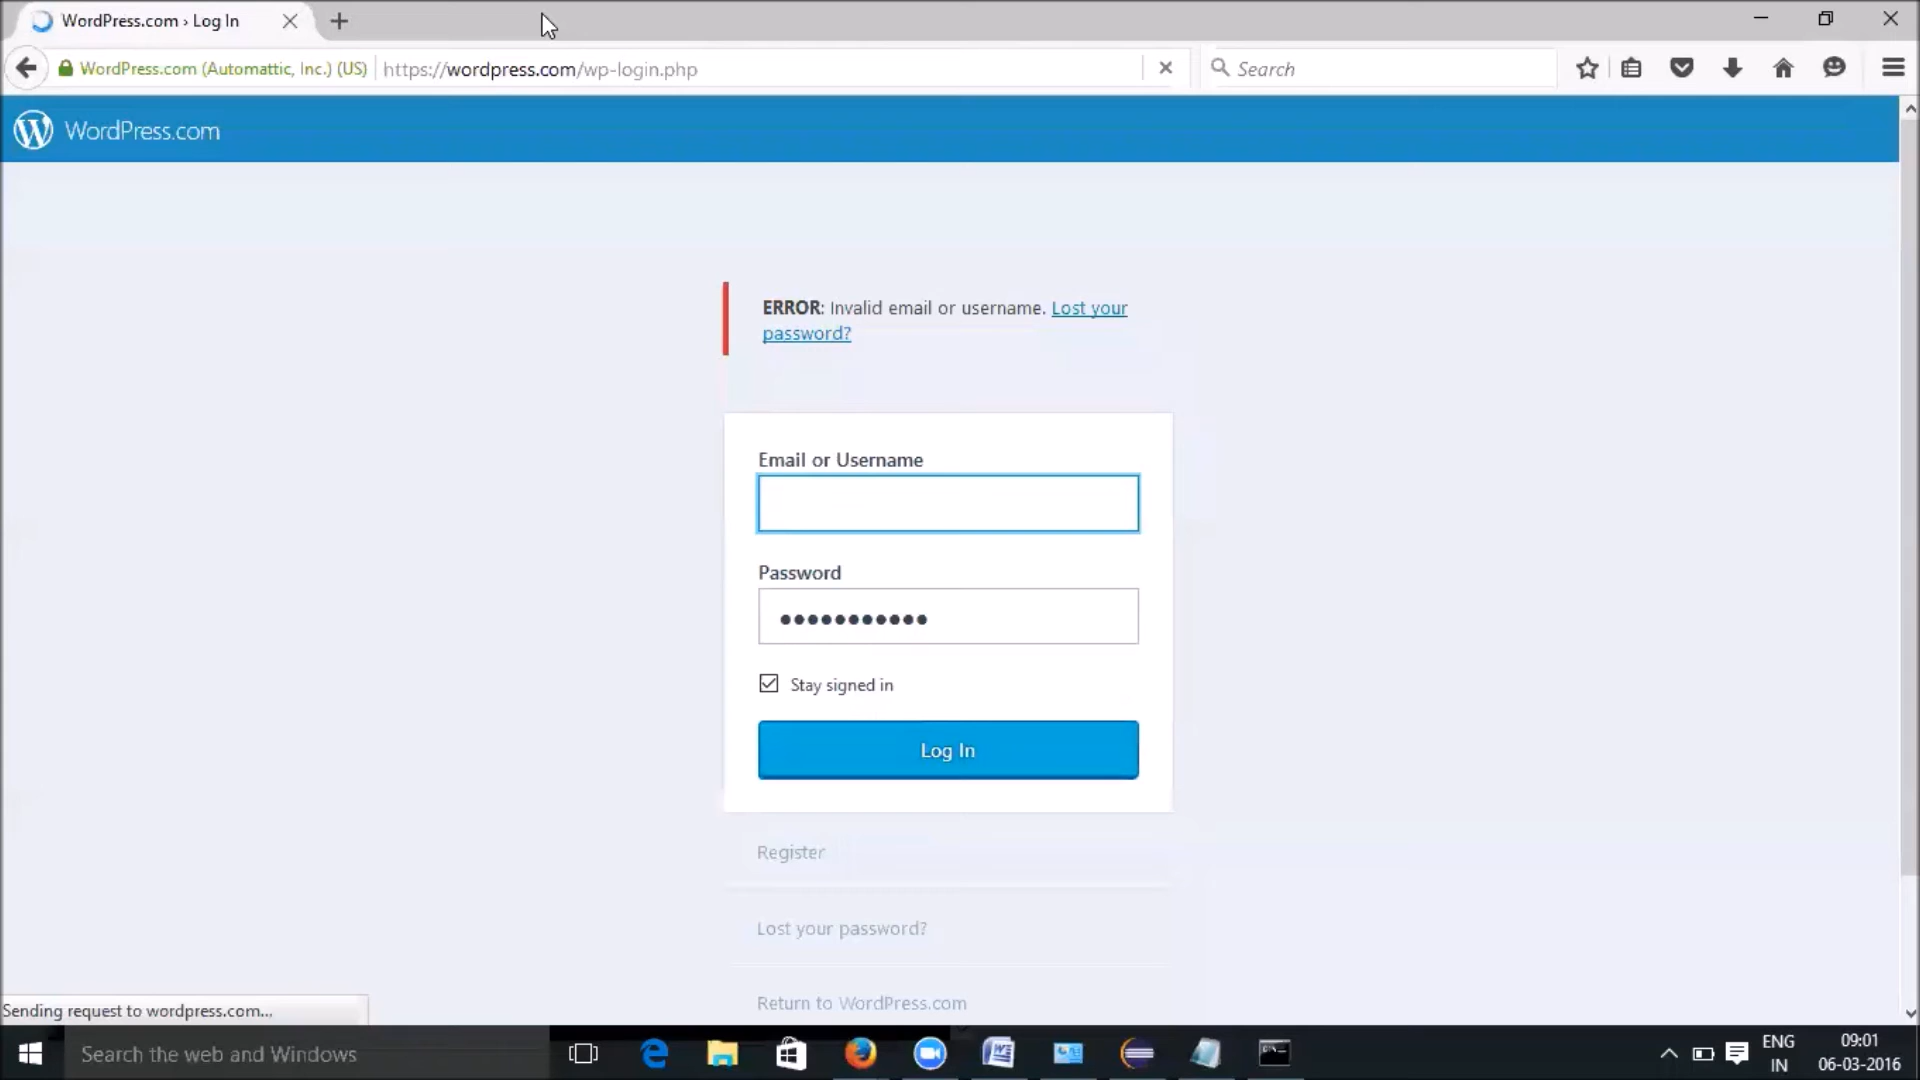 WordPress.com › Log In
WordPress.com (Automattic, Inc.) (US) https://wordpress.com/wp-login.php Search
WordPress.com
ERROR: Invalid email or username. Lost your
password?
Email or Username
Password
Stay signed in
Log In
Register
Lost your password?
Return to WordPress.com
Sending request to wordpress.com...
Search the web and Windows
ENG
IN
09:01
06-03-2016